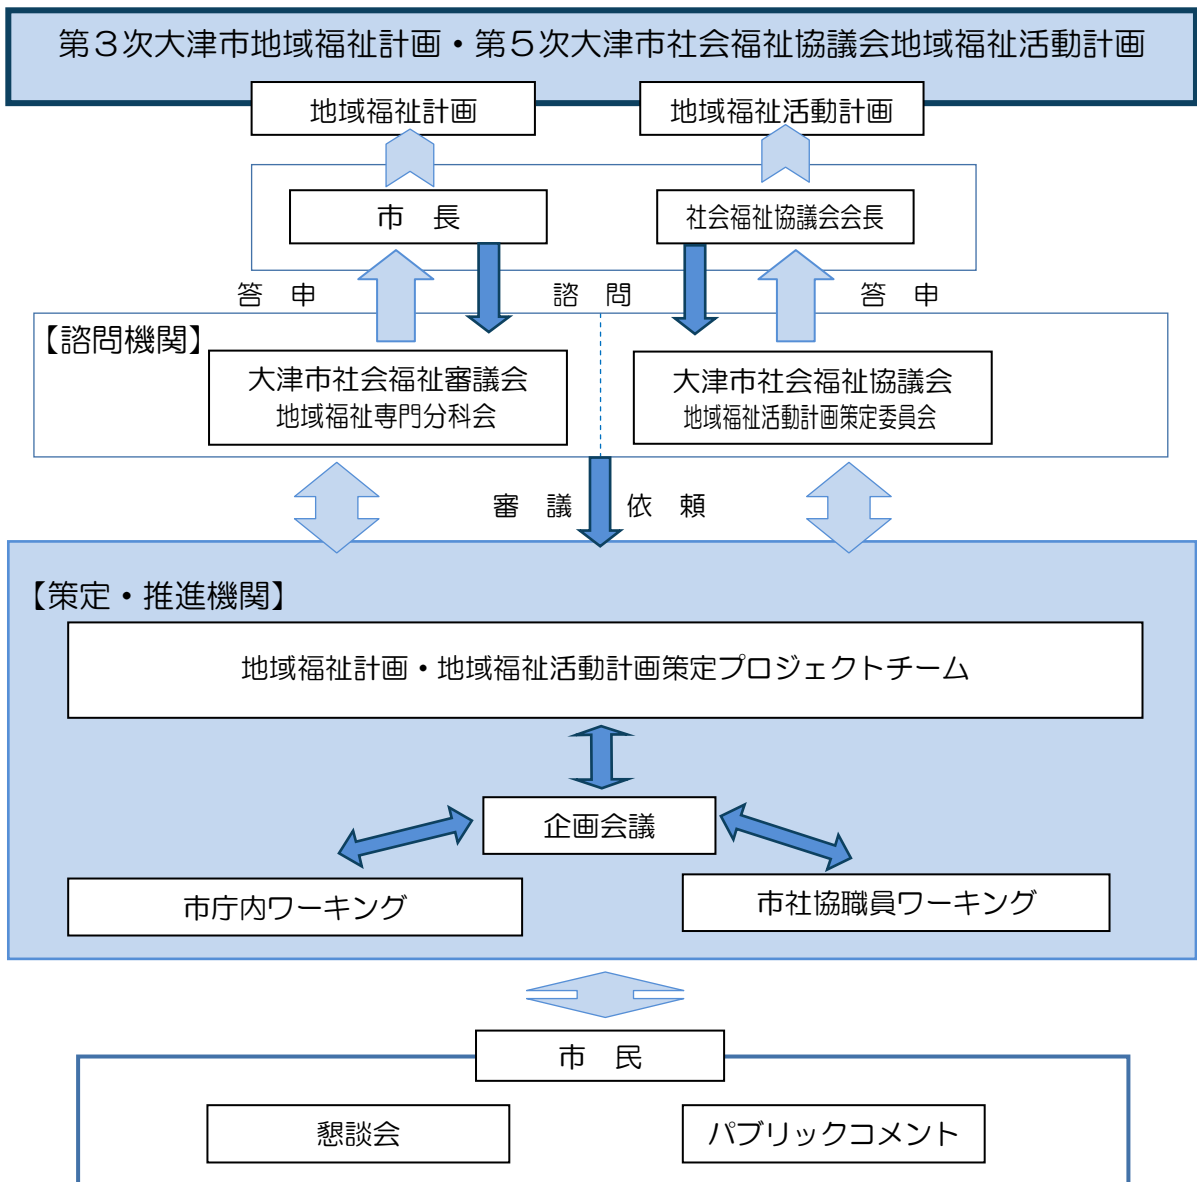 第３次大津市地域福祉計画・第５次大津市社会福祉協議会地域福祉活動計画
地域福祉計画
地域福祉活動計画
市　長
社会福祉協議会会長
答　申
諮　問
答　申
【諮問機関】
大津市社会福祉審議会
地域福祉専門分科会
大津市社会福祉協議会
地域福祉活動計画策定委員会
審　議　依　頼
【策定・推進機関】
地域福祉計画・地域福祉活動計画策定プロジェクトチーム
企画会議
市庁内ワーキング
市社協職員ワーキング
市　民
懇談会
パブリックコメント